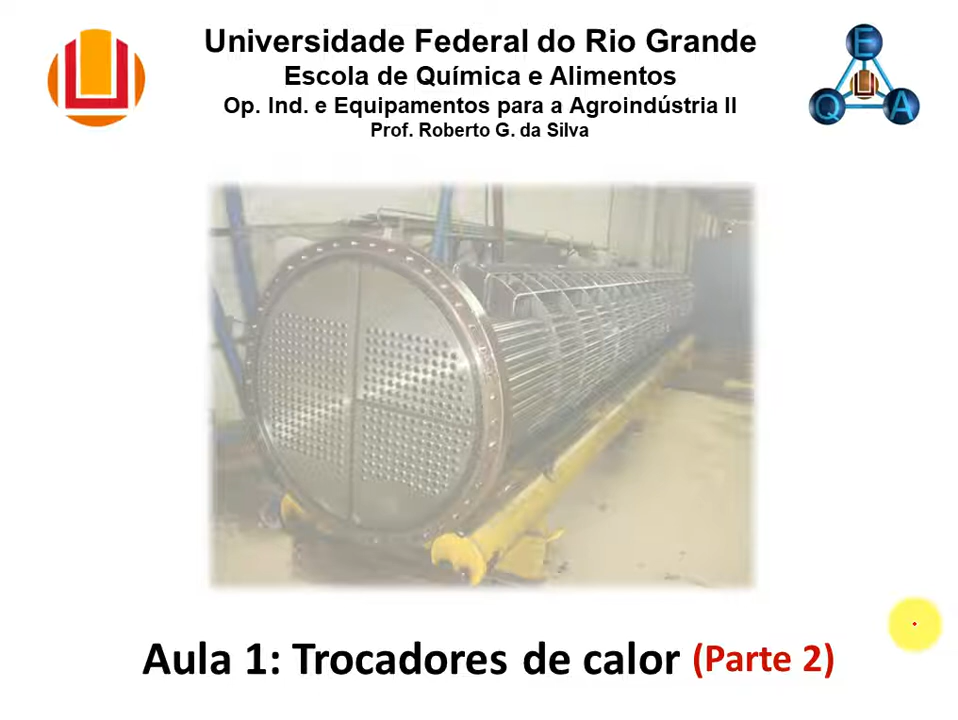 Universidade Federal do Rio Grande
Escola de Química e Alimentos
Op. Ind. e Equipamentos para a Agroindústria II
Prof. Roberto G. da Silva
E
Q
A
Aula 1: Trocadores de calor (Parte 2)